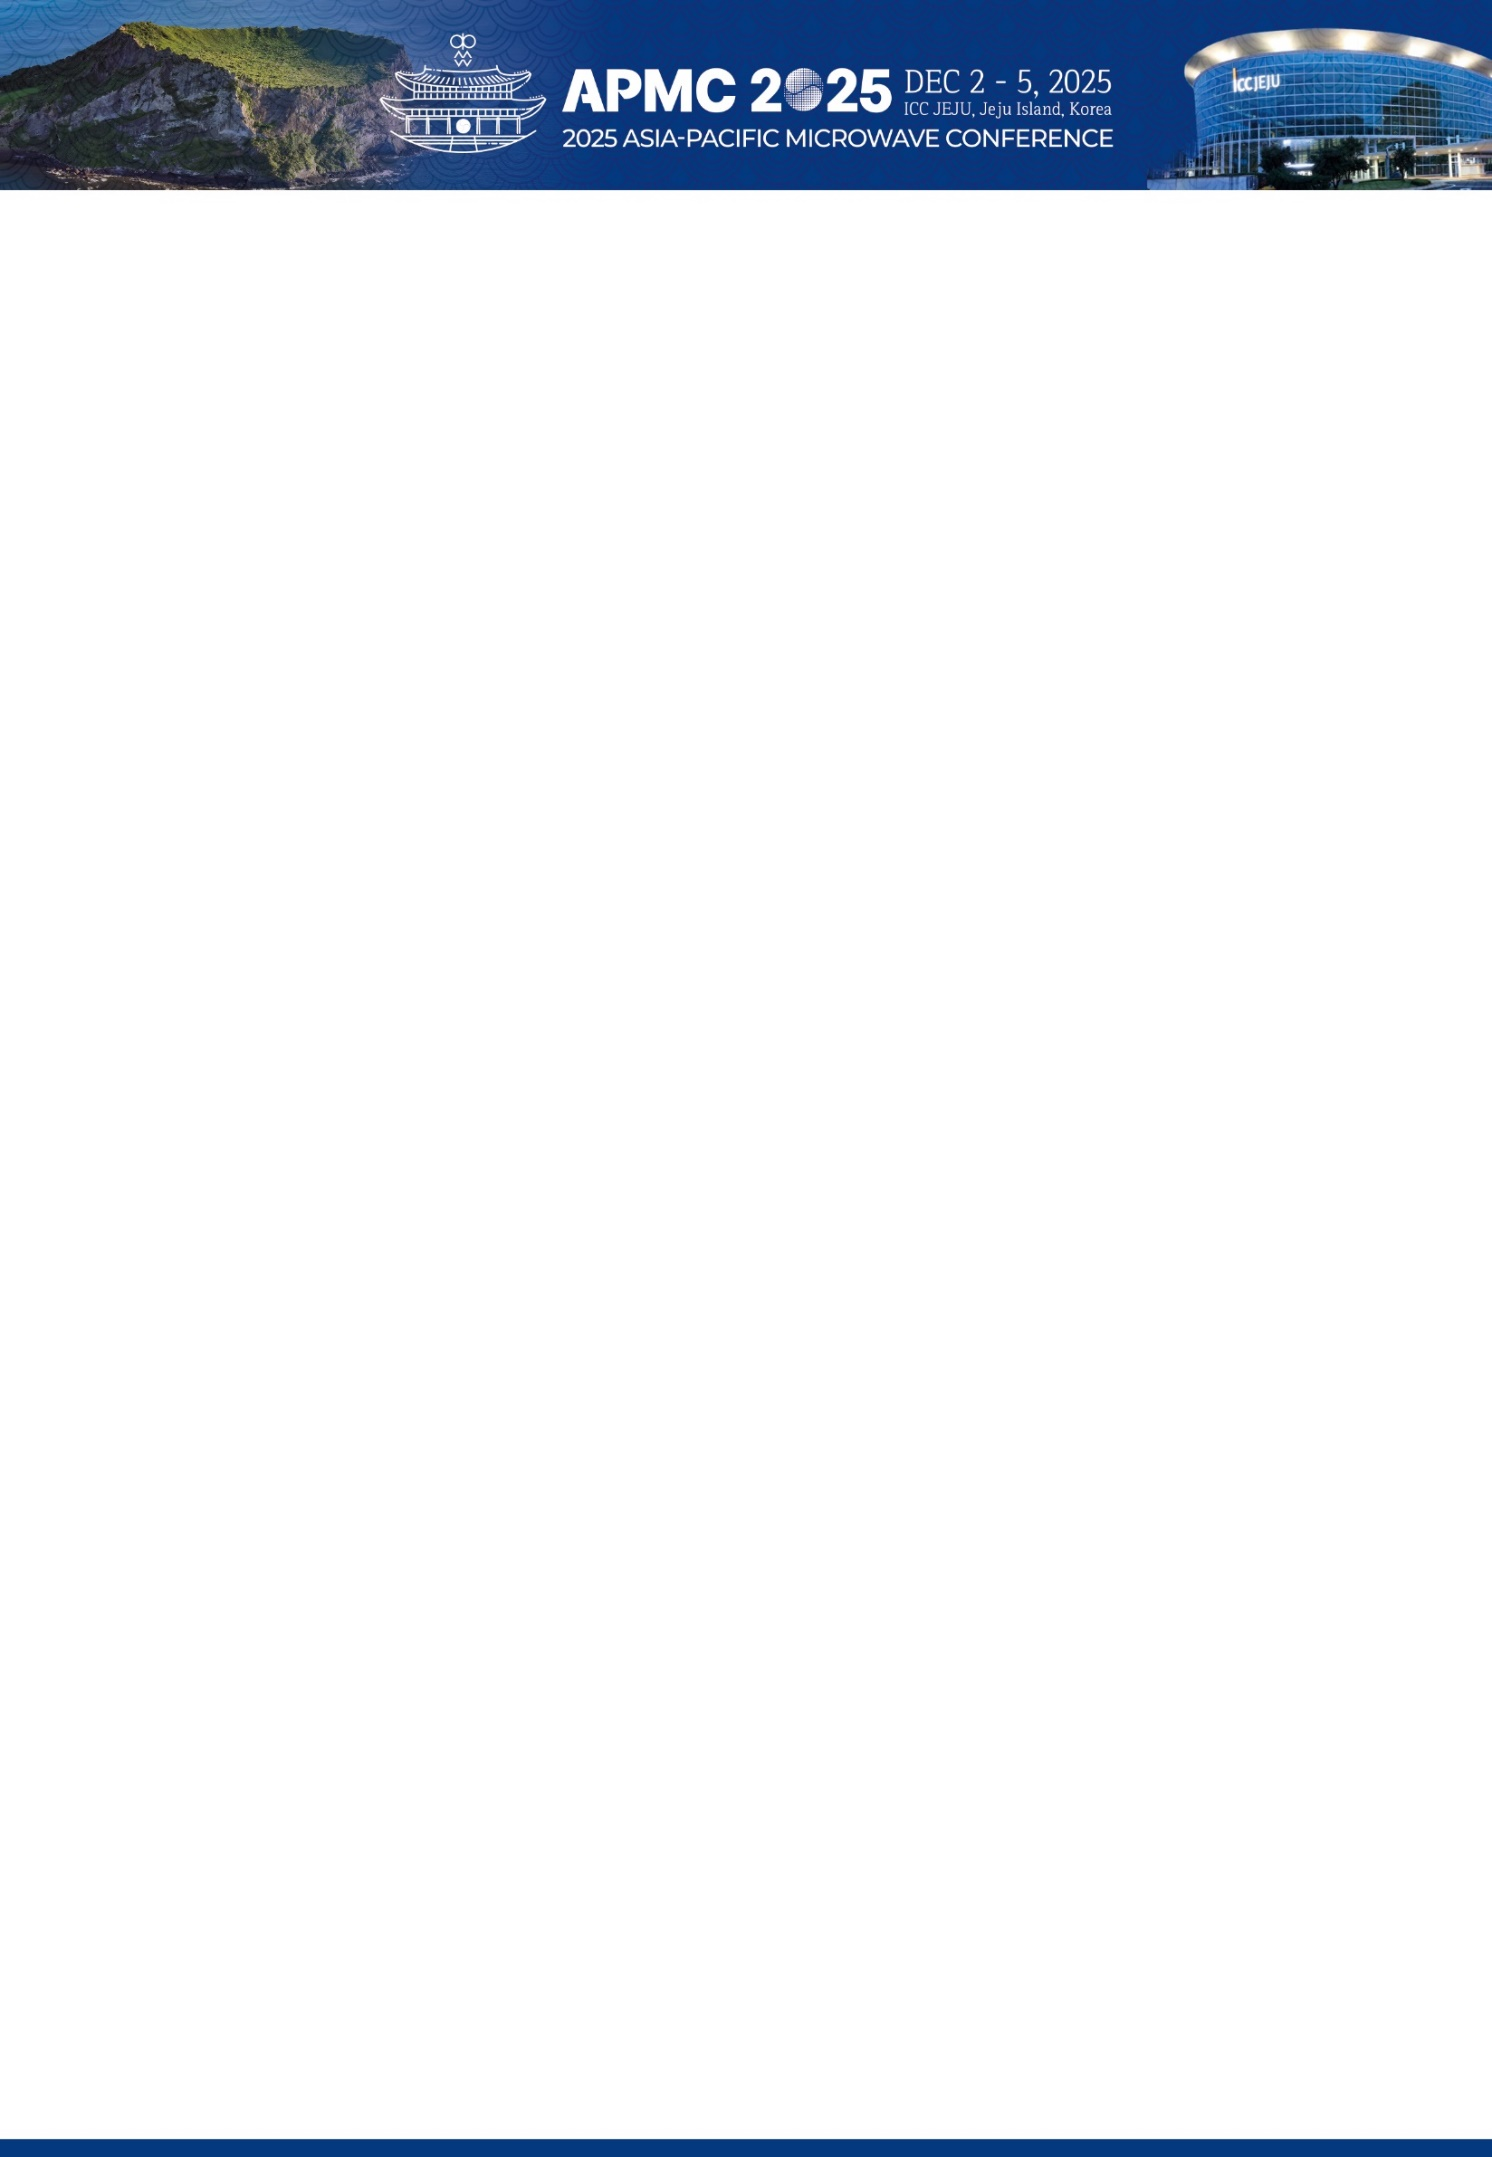 APMC 2025 DEC 2 - 5, 2025
ICC JEJU, Jeju Island, Korea
2025 ASIA-PACIFIC MICROWAVE CONFERENCE
ICC JEJU